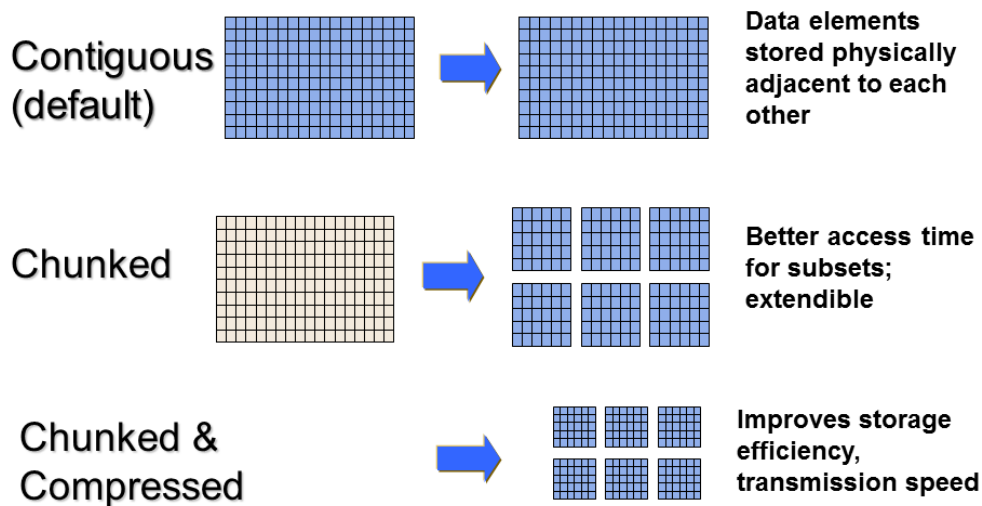 Contiguous
(default)
Data elements
stored physically
adjacent to each
other
Chunked
Better access time
for subsets;
extendible
Chunked &
Compressed
Improves storage
efficiency,
transmission speed